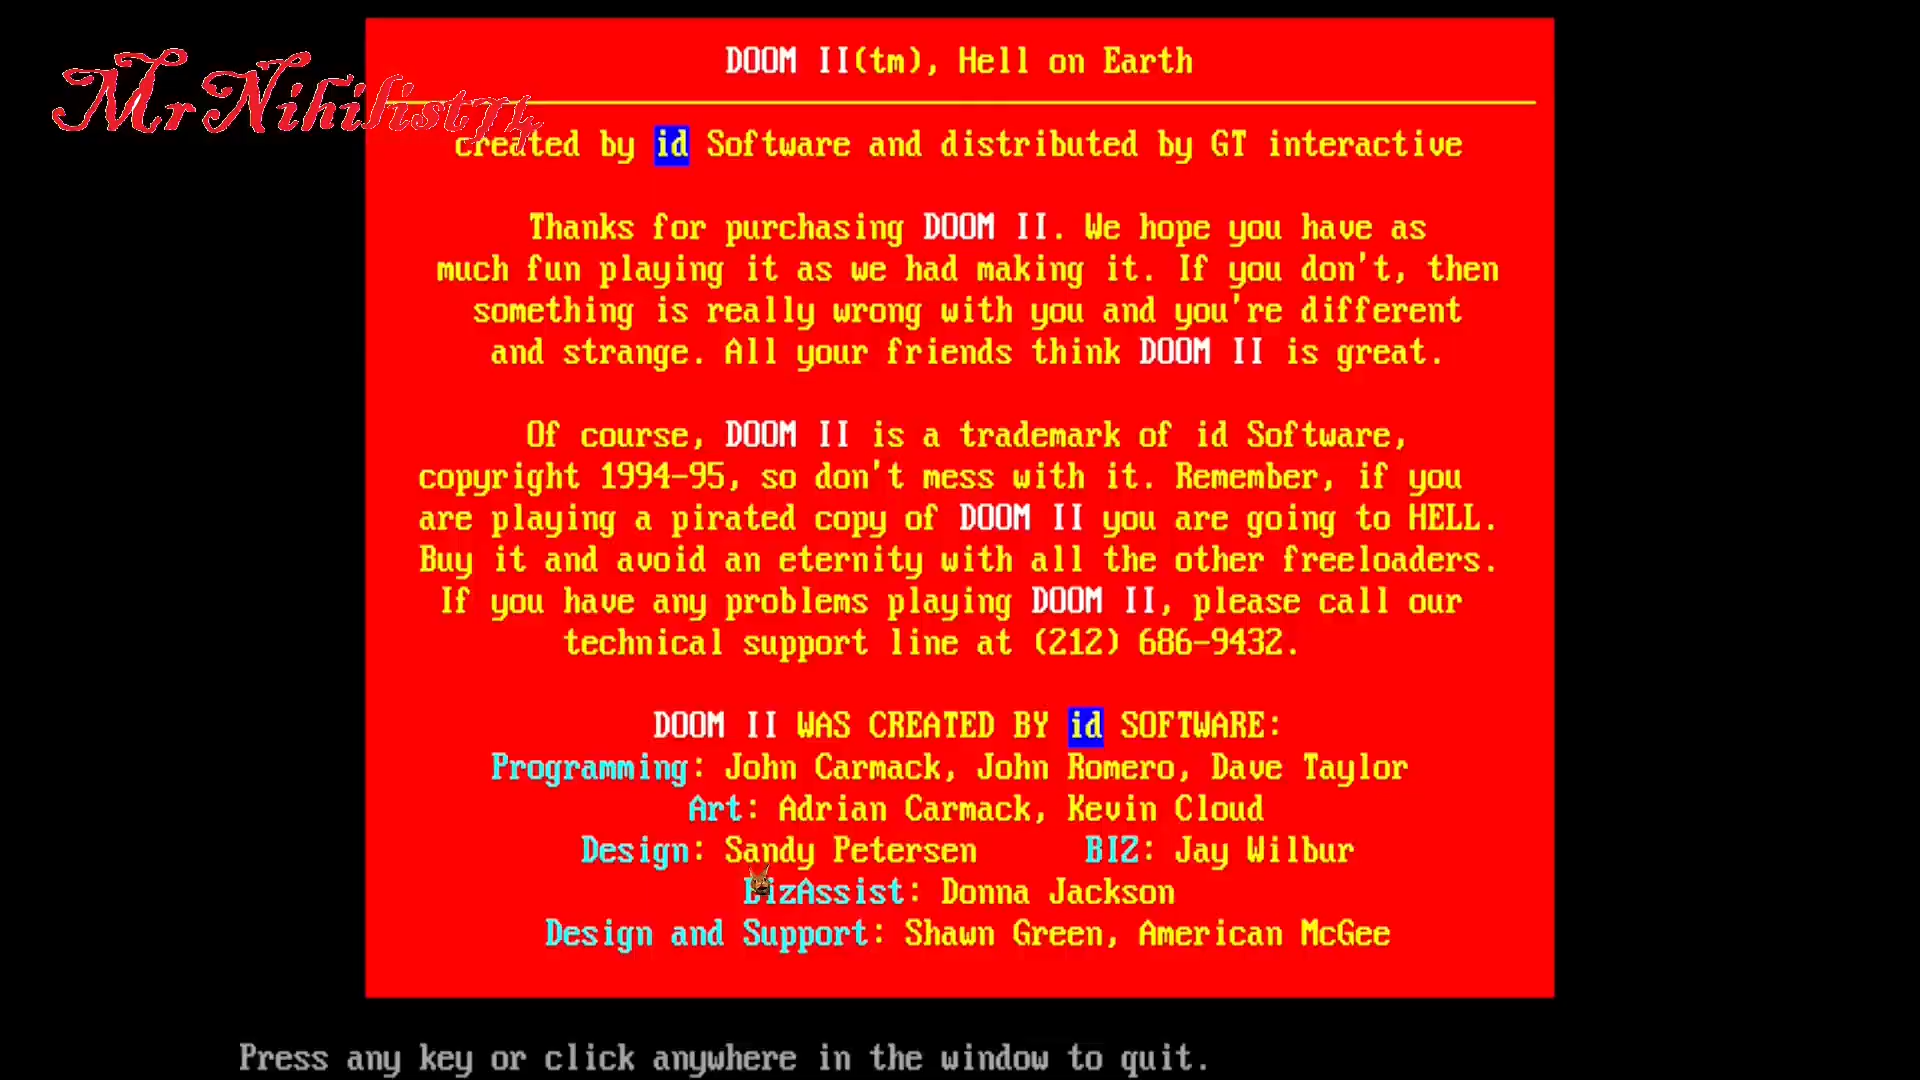 MrNihilist74
DOOM II(tm), Hell on Earth
created by id Software and distributed by GT interactive
Thanks for purchasing DOOM II. We hope you have as
much fun playing it as we had making it. If you don't, then
something is really wrong with you and you're different
and strange. All your friends think DOOM II is great.
Of course, DOOM II is a trademark of id Software,
copyright 1994-95, so don't mess with it. Remember, if you
are playing a pirated copy of DOOM II you are going to HELL.
Buy it and avoid an eternity with all the other freeloaders.
If you have any problems playing DOOM II, please call our
technical support line at (212) 686-9432.
DOOM II WAS CREATED BY id SOFTWARE:
Programming: John Carmack, John Romero, Dave Taylor
Art: Adrian Carmack, Kevin Cloud
Design: Sandy Petersen BIZ: Jay Wilbur
BizAssist: Donna Jackson
Design and Support: Shawn Green, American McGee
Press any key or click anywhere in the window to quit.